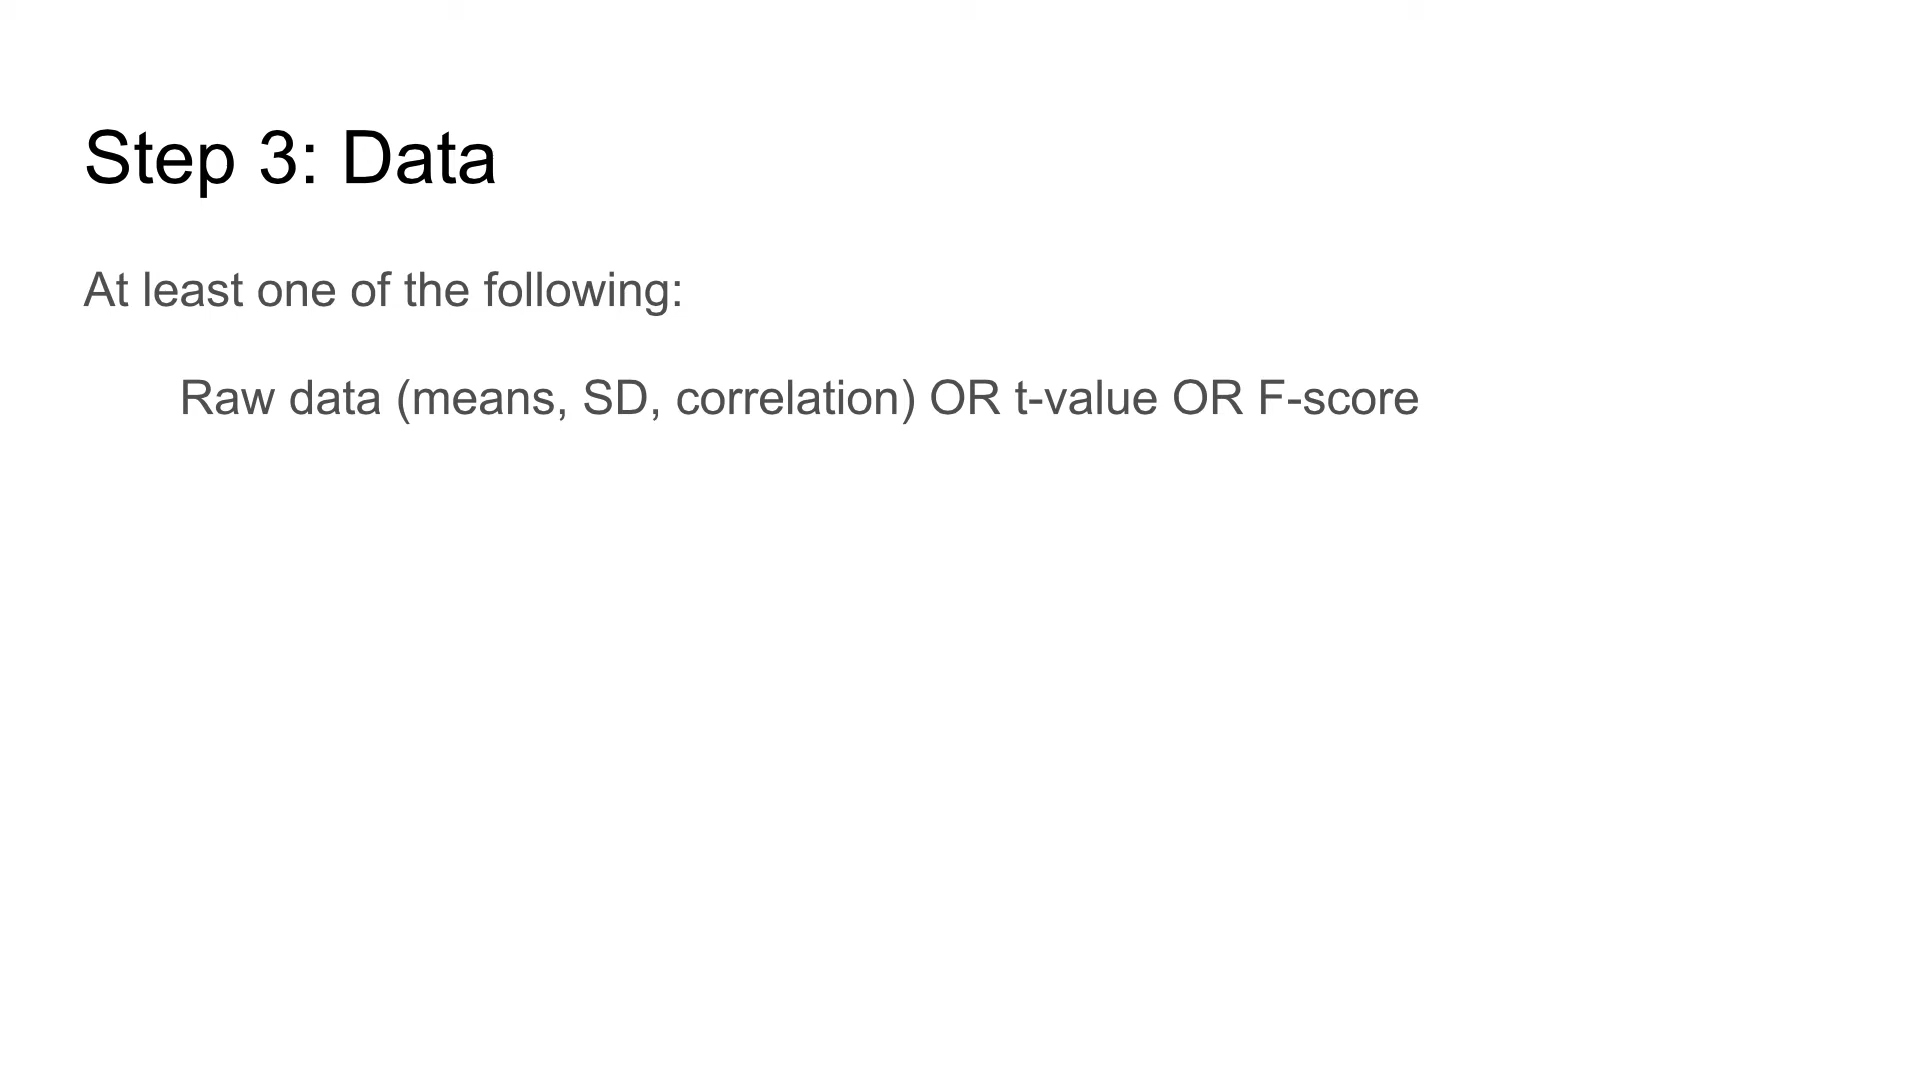 Step 3: Data
At least one of the following:
Raw data (means, SD, correlation) OR t-value OR F-score